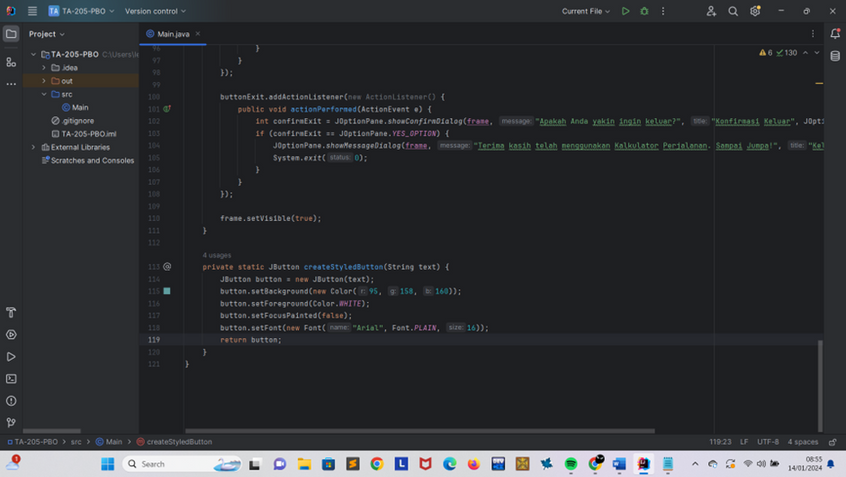 TA TA-205-PBO Version control Current File
Project
Main.java
TA-205-PBO C:\Users\
.idea
out
src
Main
.gitignore
TA-205-PBO.iml
External Libraries
Scratches and Consoles
6 130
96 }
97 }
98 });
99
100 buttonExit.addActionListener(new ActionListener() {
101 public void actionPerformed(ActionEvent e) {
102 int confirmExit = JOptionPane.showConfirmDialog(frame, message: "Apakah Anda yakin ingin keluar?", title: "Konfirmasi Keluar", JOpti
103 if (confirmExit == JOptionPane.YES_OPTION) {
104 JOptionPane.showMessageDialog(frame, message: "Terima kasih telah menggunakan Kalkulator Perjalanan. Sampai Jumpa!", title: "Kel
105 System.exit( status: 0);
106 }
107 }
108 });
109
110 frame.setVisible(true);
111 }
112
4 usages
113 @ private static JButton createStyledButton(String text) {
114 JButton button = new JButton(text);
115 button.setBackground(new Color( r: 95, g: 158, b: 160));
116 button.setForeground(Color.WHITE);
117 button.setFocusPainted(false);
118 button.setFont(new Font( name: "Arial", Font.PLAIN, size: 16));
119 return button;
120 }
121 }
TA-205-PBO > src > Main > createStyledButton 119:23 LF UTF-8 4 spaces
1 Search 08:55
14/01/2024